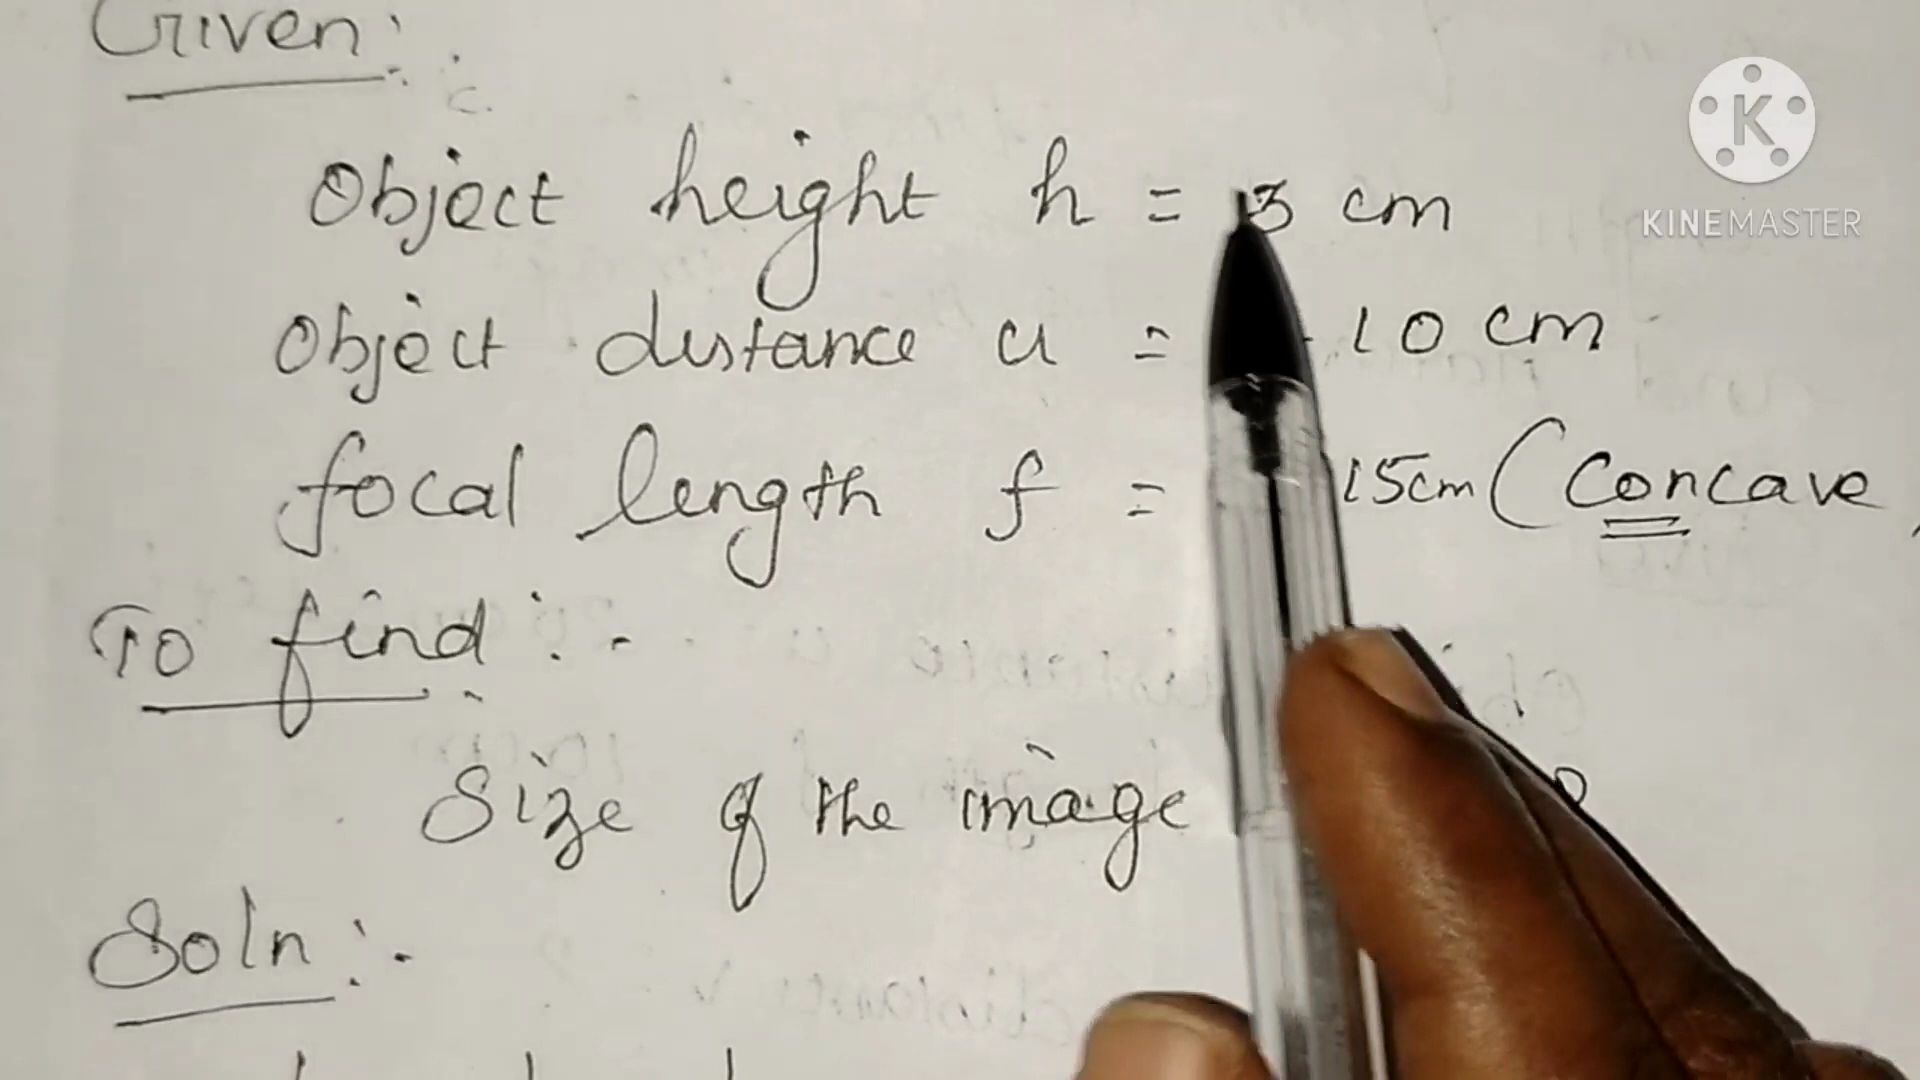 Given:
K
KINEMASTER
Object height h = 3 cm
Object distance u = - 10 cm
focal length f = 15cm (Concave
To find :-
Size of the image
Soln :-